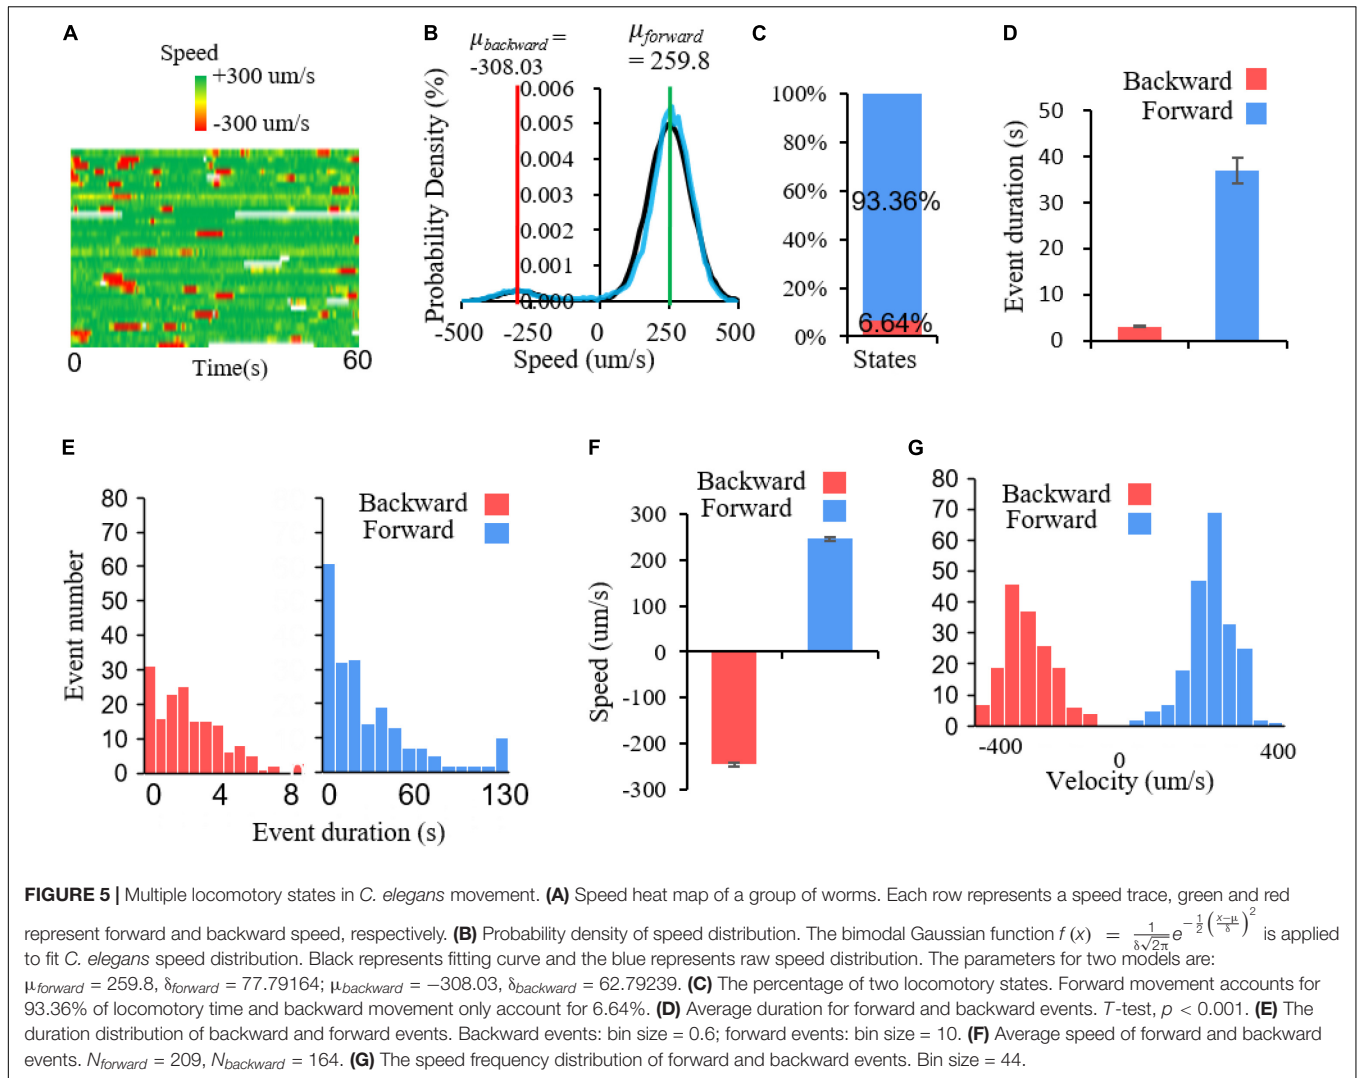 A
Speed
+300 um/s
-300 um/s
0
60
Time(s)
B
μbackward =
-308.03
μforward
= 259.8
Probability Density (%)
0.006
0.005
0.004
0.003
0.002
0.001
0.000
-500
-250
0
250
500
Speed (um/s)
C
100%
80%
60%
40%
20%
0%
93.36%
6.64%
States
D
Backward
Forward
Event duration (s)
50
40
30
20
10
0
E
Backward
Forward
Event number
80
70
60
50
40
30
20
10
0
0
4
8
0
60
130
Event duration (s)
F
Backward
Forward
Speed (um/s)
300
200
100
0
-100
-200
-300
G
Backward
Forward
80
70
60
50
40
30
20
10
0
-400
0
400
Velocity (um/s)
FIGURE 5 | Multiple locomotory states in C. elegans movement. (A) Speed heat map of a group of worms. Each row represents a speed trace, green and red
represent forward and backward speed, respectively. (B) Probability density of speed distribution. The bimodal Gaussian function f (x) = 1/(δ√2π) e^(−½((x−μ)/δ)²) is applied
to fit C. elegans speed distribution. Black represents fitting curve and the blue represents raw speed distribution. The parameters for two models are:
μforward = 259.8, δforward = 77.79164; μbackward = −308.03, δbackward = 62.79239. (C) The percentage of two locomotory states. Forward movement accounts for
93.36% of locomotory time and backward movement only account for 6.64%. (D) Average duration for forward and backward events. T-test, p < 0.001. (E) The
duration distribution of backward and forward events. Backward events: bin size = 0.6; forward events: bin size = 10. (F) Average speed of forward and backward
events. Nforward = 209, Nbackward = 164. (G) The speed frequency distribution of forward and backward events. Bin size = 44.